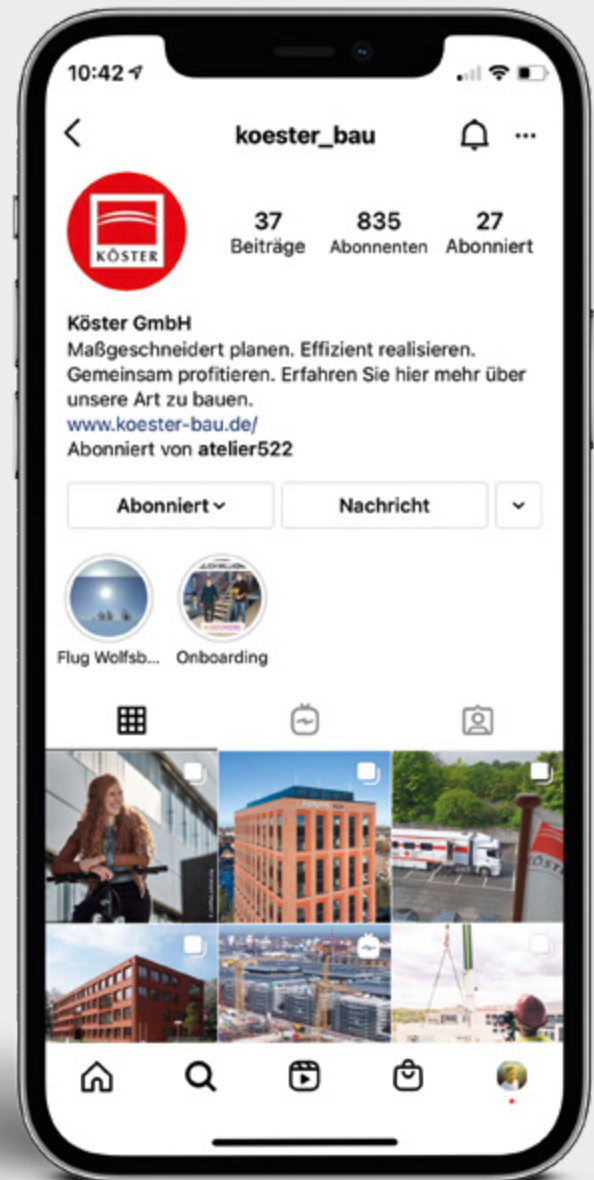 10:42
koester_bau
KÖSTER
37
835
27
Beiträge
Abonnenten
Abonniert
Köster GmbH
Maßgeschneidert planen. Effizient realisieren.
Gemeinsam profitieren. Erfahren Sie hier mehr über
unsere Art zu bauen.
www.koester-bau.de/
Abonniert von atelier522
Abonniert
Nachricht
Flug Wolfsb...
Onboarding